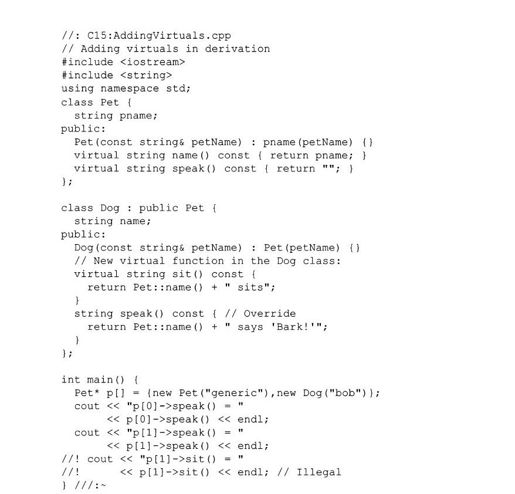 //: C15:AddingVirtuals.cpp
// Adding virtuals in derivation
#include <iostream>
#include <string>
using namespace std;
class Pet {
  string pname;
public:
  Pet(const string& petName) : pname(petName) {}
  virtual string name() const { return pname; }
  virtual string speak() const { return ""; }
};

class Dog : public Pet {
  string name;
public:
  Dog(const string& petName) : Pet(petName) {}
  // New virtual function in the Dog class:
  virtual string sit() const {
    return Pet::name() + " sits";
  }
  string speak() const { // Override
    return Pet::name() + " says 'Bark!'";
  }
};

int main() {
  Pet* p[] = {new Pet("generic"),new Dog("bob")};
  cout << "p[0]->speak() = "
       << p[0]->speak() << endl;
  cout << "p[1]->speak() = "
       << p[1]->speak() << endl;
//! cout << "p[1]->sit() = "
//!      << p[1]->sit() << endl; // Illegal
} ///:~